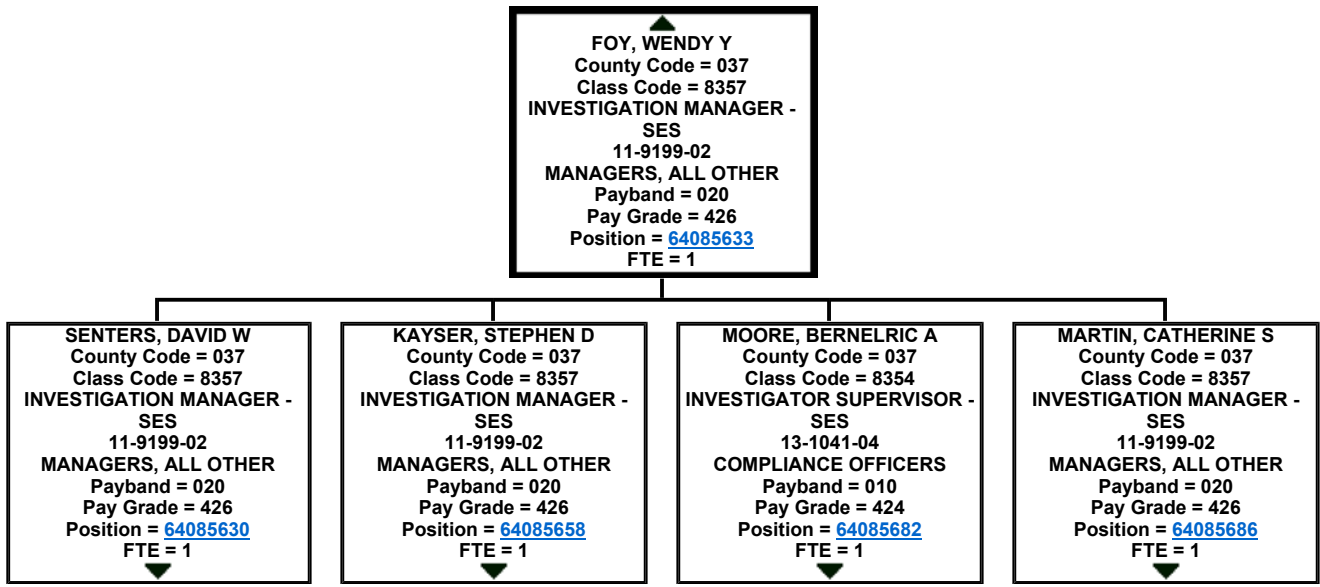 FOY, WENDY Y
County Code = 037
Class Code = 8357
INVESTIGATION MANAGER -
SES
11-9199-02
MANAGERS, ALL OTHER
Payband = 020
Pay Grade = 426
Position = 64085633
FTE = 1
SENTERS, DAVID W
County Code = 037
Class Code = 8357
INVESTIGATION MANAGER -
SES
11-9199-02
MANAGERS, ALL OTHER
Payband = 020
Pay Grade = 426
Position = 64085630
FTE = 1
KAYSER, STEPHEN D
County Code = 037
Class Code = 8357
INVESTIGATION MANAGER -
SES
11-9199-02
MANAGERS, ALL OTHER
Payband = 020
Pay Grade = 426
Position = 64085658
FTE = 1
MOORE, BERNELRIC A
County Code = 037
Class Code = 8354
INVESTIGATOR SUPERVISOR -
SES
13-1041-04
COMPLIANCE OFFICERS
Payband = 010
Pay Grade = 424
Position = 64085682
FTE = 1
MARTIN, CATHERINE S
County Code = 037
Class Code = 8357
INVESTIGATION MANAGER -
SES
11-9199-02
MANAGERS, ALL OTHER
Payband = 020
Pay Grade = 426
Position = 64085686
FTE = 1